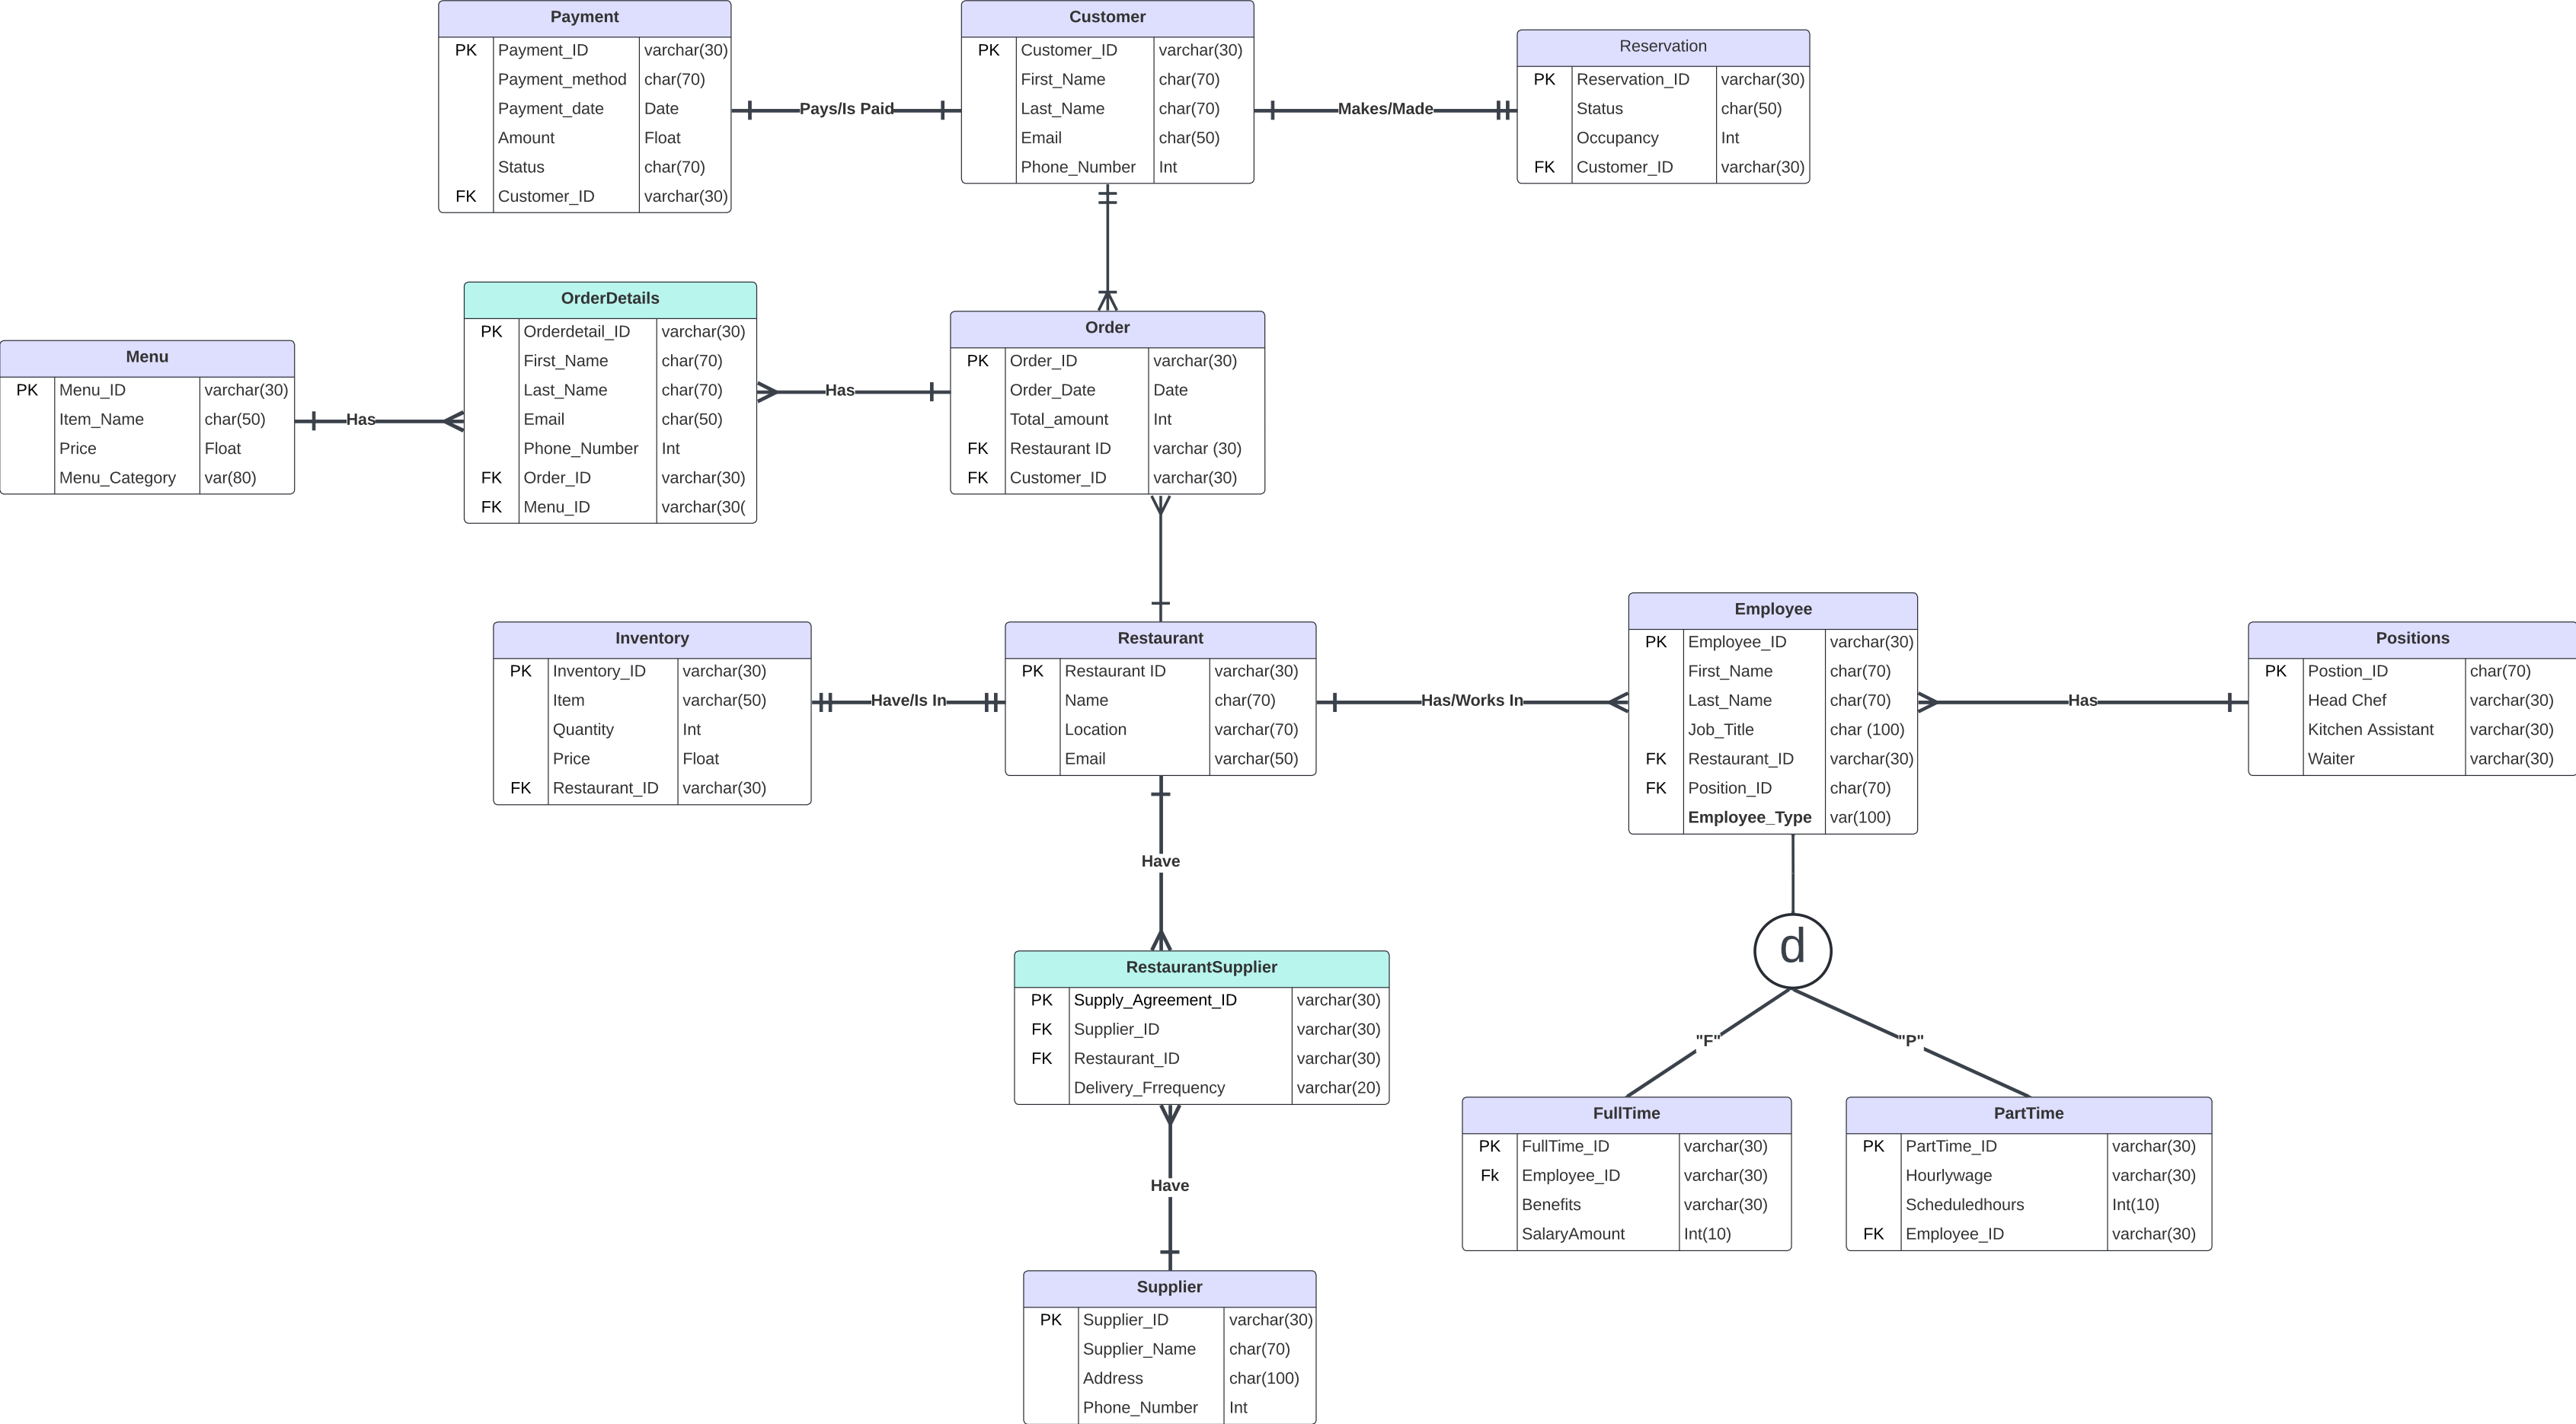 Payment
PK Payment_ID varchar(30)
Payment_method char(70)
Payment_date Date
Amount Float
Status char(70)
FK Customer_ID varchar(30)
Pays/Is Paid
Customer
PK Customer_ID varchar(30)
First_Name char(70)
Last_Name char(70)
Email char(50)
Phone_Number Int
Makes/Made
Reservation
PK Reservation_ID varchar(30)
Status char(50)
Occupancy Int
FK Customer_ID varchar(30)
Menu
PK Menu_ID varchar(30)
Item_Name char(50)
Price Float
Menu_Category var(80)
Has
OrderDetails
PK Orderdetail_ID varchar(30)
First_Name char(70)
Last_Name char(70)
Email char(50)
Phone_Number Int
FK Order_ID varchar(30)
FK Menu_ID varchar(30(
Has
Order
PK Order_ID varchar(30)
Order_Date Date
Total_amount Int
FK Restaurant ID varchar (30)
FK Customer_ID varchar(30)
Inventory
PK Inventory_ID varchar(30)
Item varchar(50)
Quantity Int
Price Float
FK Restaurant_ID varchar(30)
Have/Is In
Restaurant
PK Restaurant ID varchar(30)
Name char(70)
Location varchar(70)
Email varchar(50)
Has/Works In
Employee
PK Employee_ID varchar(30)
First_Name char(70)
Last_Name char(70)
Job_Title char (100)
FK Restaurant_ID varchar(30)
FK Position_ID char(70)
Employee_Type var(100)
Has
Positions
PK Postion_ID char(70)
Head Chef varchar(30)
Kitchen Assistant varchar(30)
Waiter varchar(30)
Have
RestaurantSupplier
PK Supply_Agreement_ID varchar(30)
FK Supplier_ID varchar(30)
FK Restaurant_ID varchar(30)
Delivery_Frrequency varchar(20)
Have
Supplier
PK Supplier_ID varchar(30)
Supplier_Name char(70)
Address char(100)
Phone_Number Int
d
"F"
"P"
FullTime
PK FullTime_ID varchar(30)
Fk Employee_ID varchar(30)
Benefits varchar(30)
SalaryAmount Int(10)
PartTime
PK PartTime_ID varchar(30)
Hourlywage varchar(30)
Scheduledhours Int(10)
FK Employee_ID varchar(30)